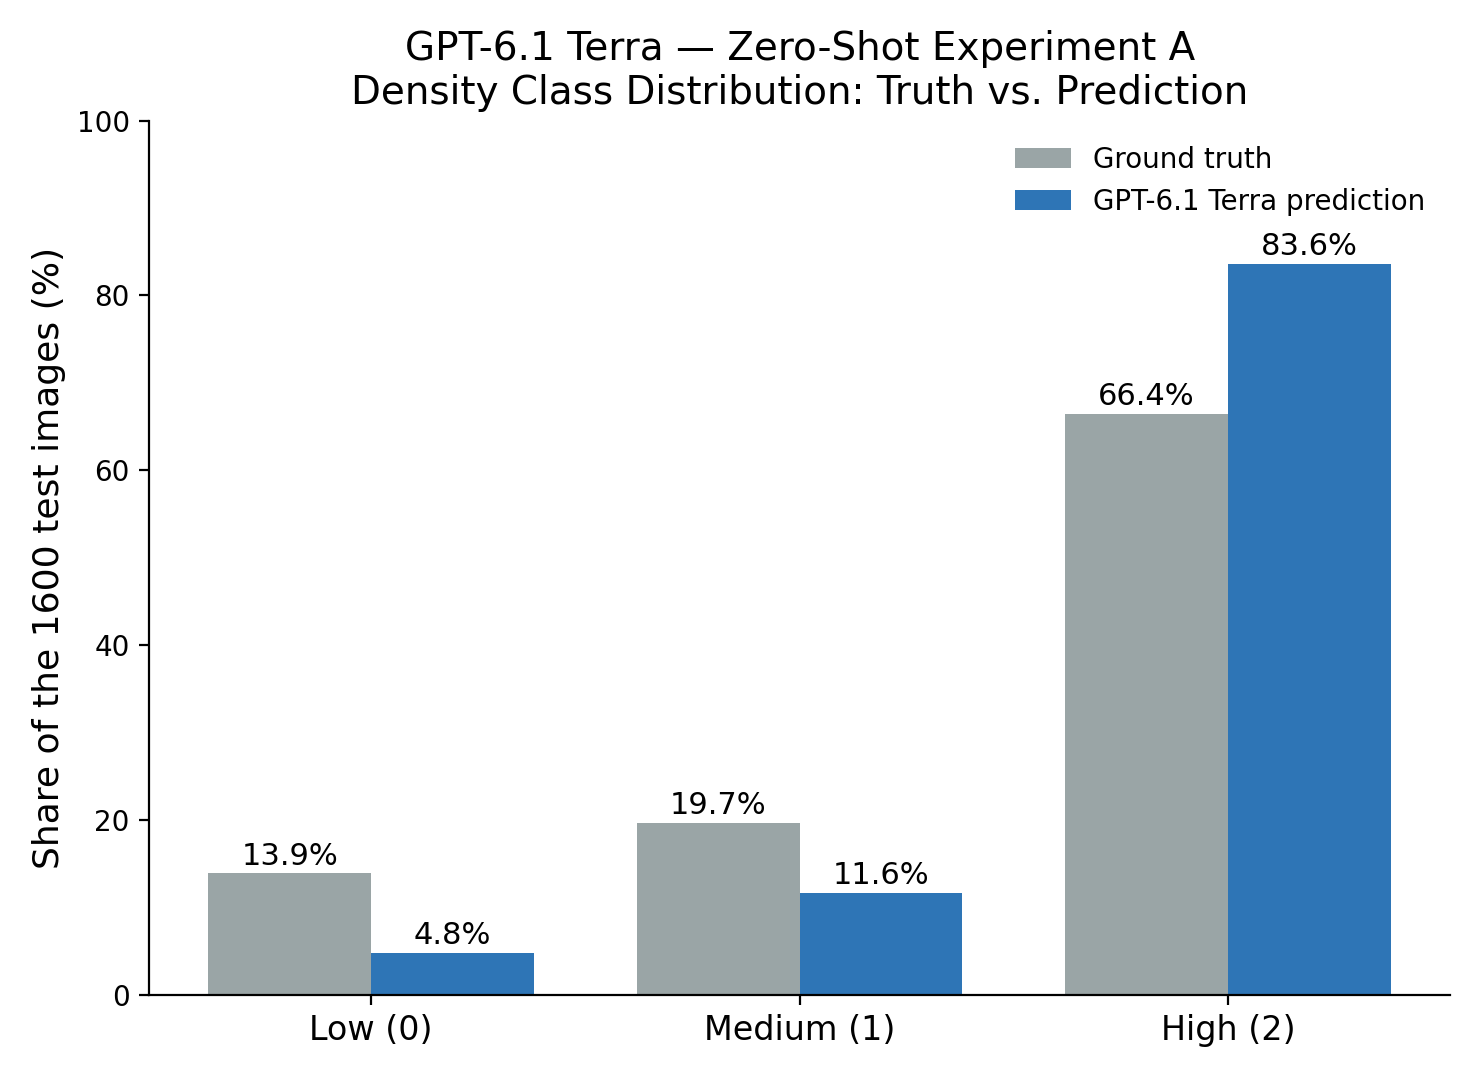 GPT-6.1 Terra — Zero-Shot Experiment A
Density Class Distribution: Truth vs. Prediction
Ground truth
GPT-6.1 Terra prediction
Share of the 1600 test images (%)
100
80
60
40
20
0
13.9%
4.8%
19.7%
11.6%
66.4%
83.6%
Low (0)
Medium (1)
High (2)